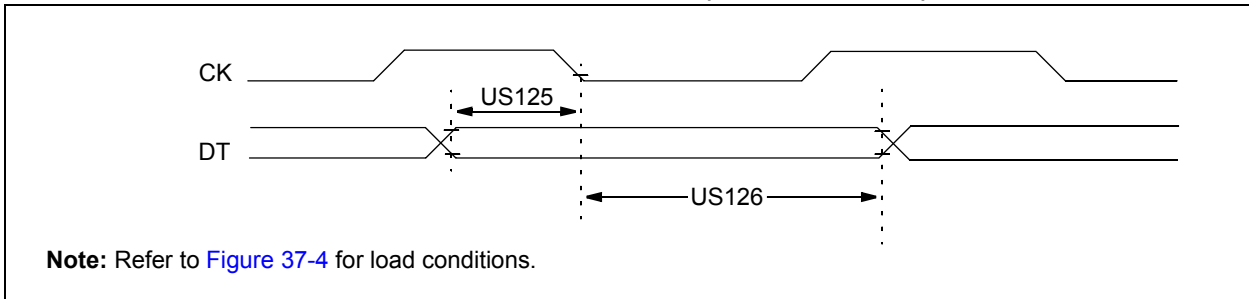 CK
US125
DT
US126
Note: Refer to Figure 37-4 for load conditions.